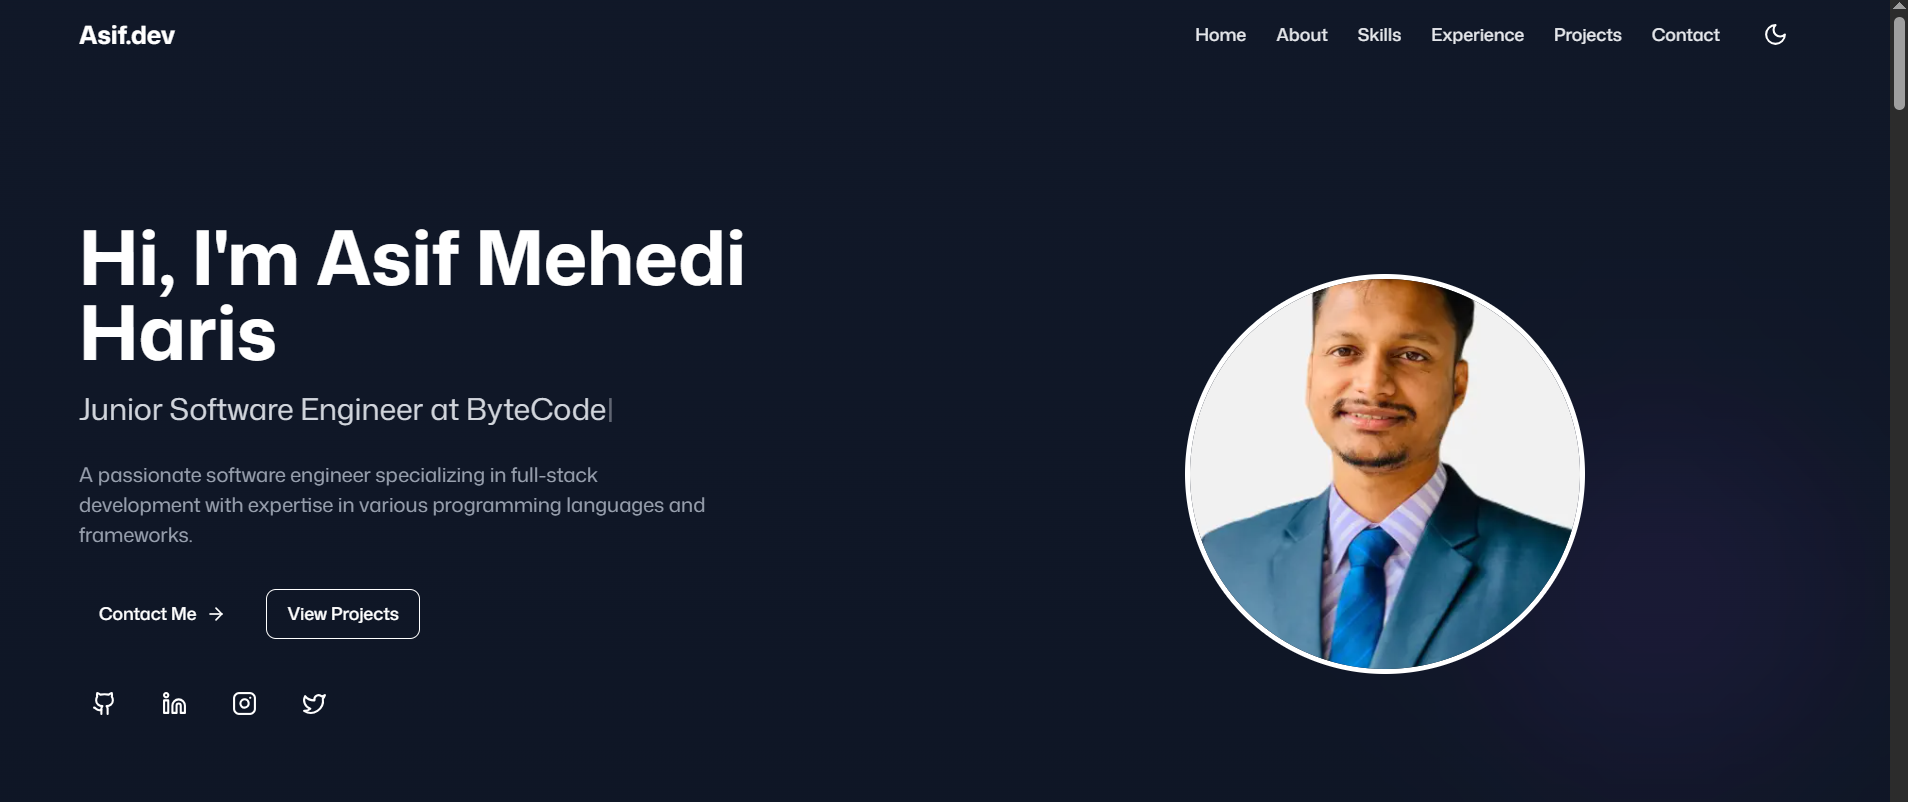 Asif.dev
Home About Skills Experience Projects Contact
Hi, I'm Asif Mehedi
Haris
Junior Software Engineer at ByteCode|
A passionate software engineer specializing in full-stack
development with expertise in various programming languages and
frameworks.
Contact Me → View Projects